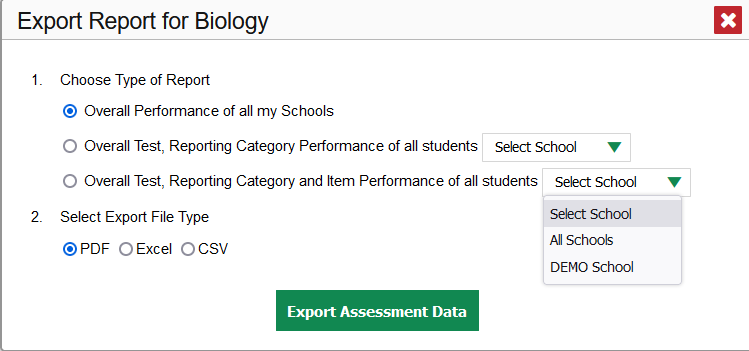 Export Report for Biology
1. Choose Type of Report
Overall Performance of all my Schools
Overall Test, Reporting Category Performance of all students Select School
Overall Test, Reporting Category and Item Performance of all students Select School
Select School
All Schools
DEMO School
2. Select Export File Type
PDF Excel CSV
Export Assessment Data